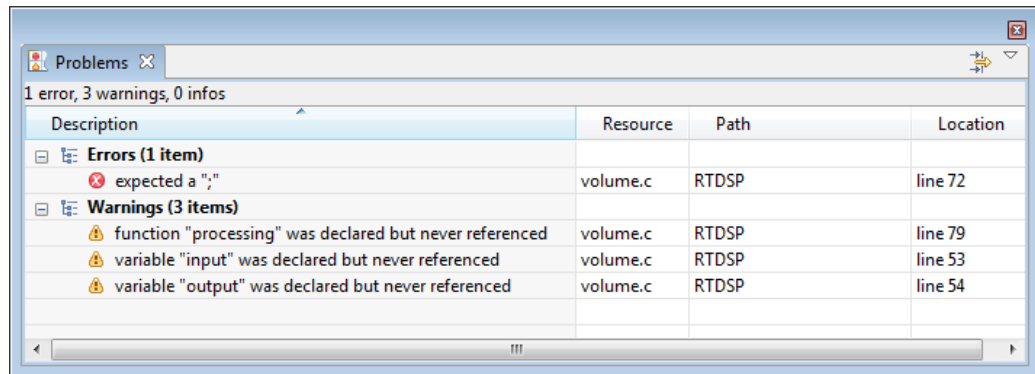 Problems
1 error, 3 warnings, 0 infos
Description Resource Path Location
Errors (1 item)
expected a ";" volume.c RTDSP line 72
Warnings (3 items)
function "processing" was declared but never referenced volume.c RTDSP line 79
variable "input" was declared but never referenced volume.c RTDSP line 53
variable "output" was declared but never referenced volume.c RTDSP line 54